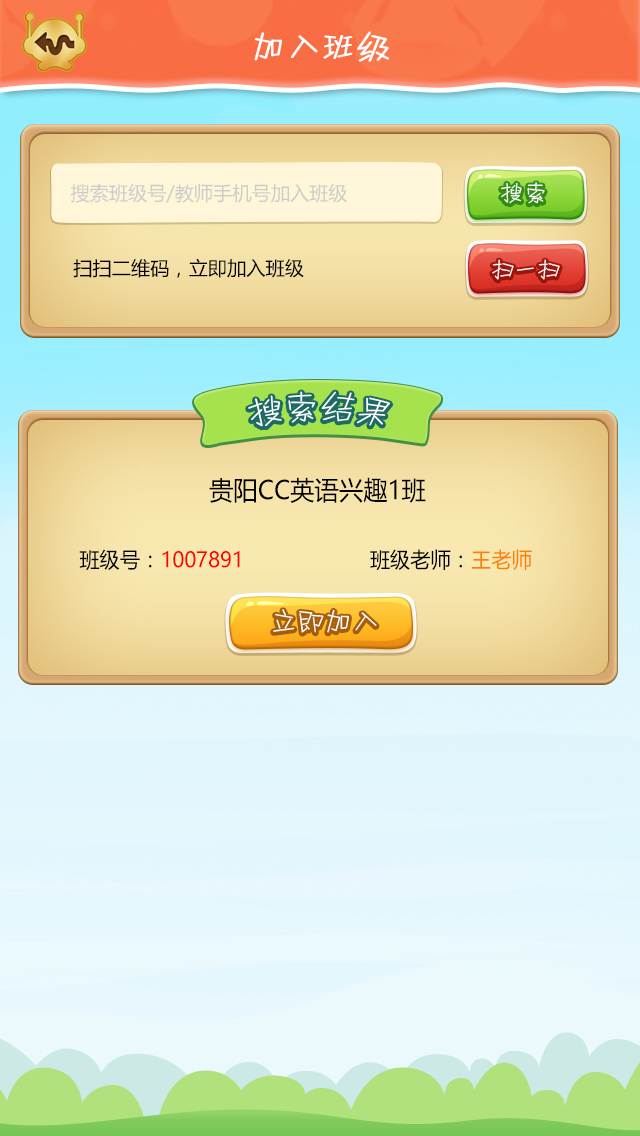 加入班级
搜索班级号/教师手机号加入班级
搜索
扫扫二维码，立即加入班级
扫一扫
搜索结果
贵阳CC英语兴趣1班
班级号：1007891 班级老师：王老师
立即加入